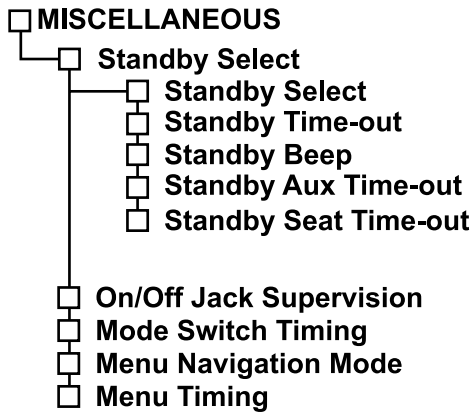 MISCELLANEOUS
Standby Select
Standby Select
Standby Time-out
Standby Beep
Standby Aux Time-out
Standby Seat Time-out
On/Off Jack Supervision
Mode Switch Timing
Menu Navigation Mode
Menu Timing